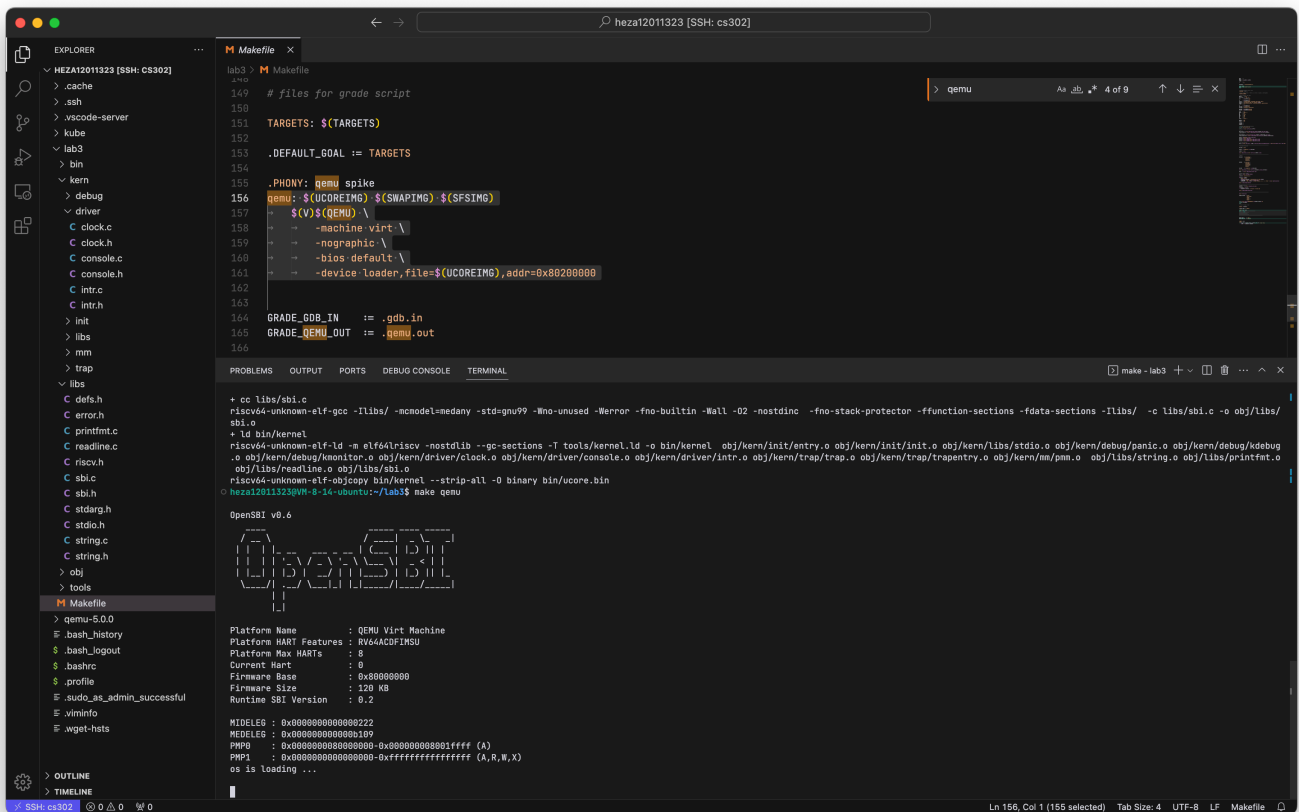 heza12011323 [SSH: cs302]
EXPLORER
HEZA12011323 [SSH: CS302]
.cache
.ssh
.vscode-server
kube
lab3
bin
kern
debug
driver
C clock.c
C clock.h
C console.c
C console.h
C intr.c
C intr.h
init
libs
mm
trap
libs
C defs.h
C error.h
C printfmt.c
C readline.c
C riscv.h
C sbi.c
C sbi.h
C stdarg.h
C stdio.h
C string.c
C string.h
obj
tools
M Makefile
qemu-5.0.0
.bash_history
$ .bash_logout
$ .bashrc
$ .profile
.sudo_as_admin_successful
.viminfo
.wget-hsts
OUTLINE
TIMELINE
M Makefile
lab3 > M Makefile
qemu Aa ab .* 4 of 9
148
149 # files for grade script
150
151 TARGETS: $(TARGETS)
152
153 .DEFAULT_GOAL := TARGETS
154
155 .PHONY: qemu spike
156 qemu: $(UCOREIMG) $(SWAPIMG) $(SFSIMG)
157 $(V)$(QEMU) \
158 -machine virt \
159 -nographic \
160 -bios default \
161 -device loader,file=$(UCOREIMG),addr=0x80200000
162
163
164 GRADE_GDB_IN := .gdb.in
165 GRADE_QEMU_OUT := .qemu.out
166
PROBLEMS OUTPUT PORTS DEBUG CONSOLE TERMINAL
make - lab3
+ cc libs/sbi.c
riscv64-unknown-elf-gcc -Ilibs/ -mcmodel=medany -std=gnu99 -Wno-unused -Werror -fno-builtin -Wall -O2 -nostdinc -fno-stack-protector -ffunction-sections -fdata-sections -Ilibs/ -c libs/sbi.c -o obj/libs/
sbi.o
+ ld bin/kernel
riscv64-unknown-elf-ld -m elf64lriscv -nostdlib --gc-sections -T tools/kernel.ld -o bin/kernel obj/kern/init/entry.o obj/kern/init/init.o obj/kern/libs/stdio.o obj/kern/debug/panic.o obj/kern/debug/kdebug
.o obj/kern/debug/kmonitor.o obj/kern/driver/clock.o obj/kern/driver/console.o obj/kern/driver/intr.o obj/kern/trap/trap.o obj/kern/trap/trapentry.o obj/kern/mm/pmm.o obj/libs/string.o obj/libs/printfmt.o
obj/libs/readline.o obj/libs/sbi.o
riscv64-unknown-elf-objcopy bin/kernel --strip-all -O binary bin/ucore.bin
heza12011323@VM-8-14-ubuntu:~/lab3$ make qemu
OpenSBI v0.6
OpenSBI
Platform Name : QEMU Virt Machine
Platform HART Features : RV64ACDFIMSU
Platform Max HARTs : 8
Current Hart : 0
Firmware Base : 0x80000000
Firmware Size : 120 KB
Runtime SBI Version : 0.2
MIDELEG : 0x0000000000000222
MEDELEG : 0x000000000000b109
PMP0 : 0x0000000080000000-0x000000008001ffff (A)
PMP1 : 0x0000000000000000-0xffffffffffffffff (A,R,W,X)
os is loading ...
SSH: cs302 0 0 0 Ln 156, Col 1 (155 selected) Tab Size: 4 UTF-8 LF Makefile